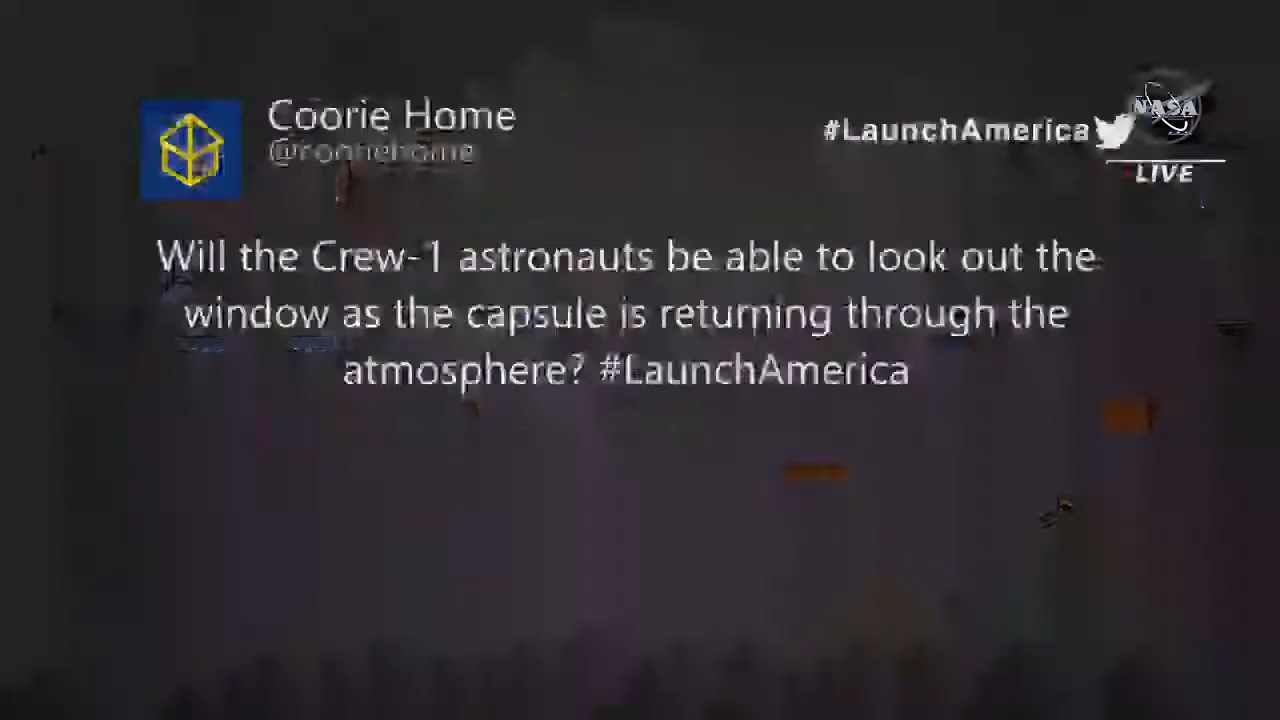 Coorie Home
#LaunchAmerica
NASA
LIVE
Will the Crew-1 astronauts be able to look out the
window as the capsule is returning through the
atmosphere? #LaunchAmerica